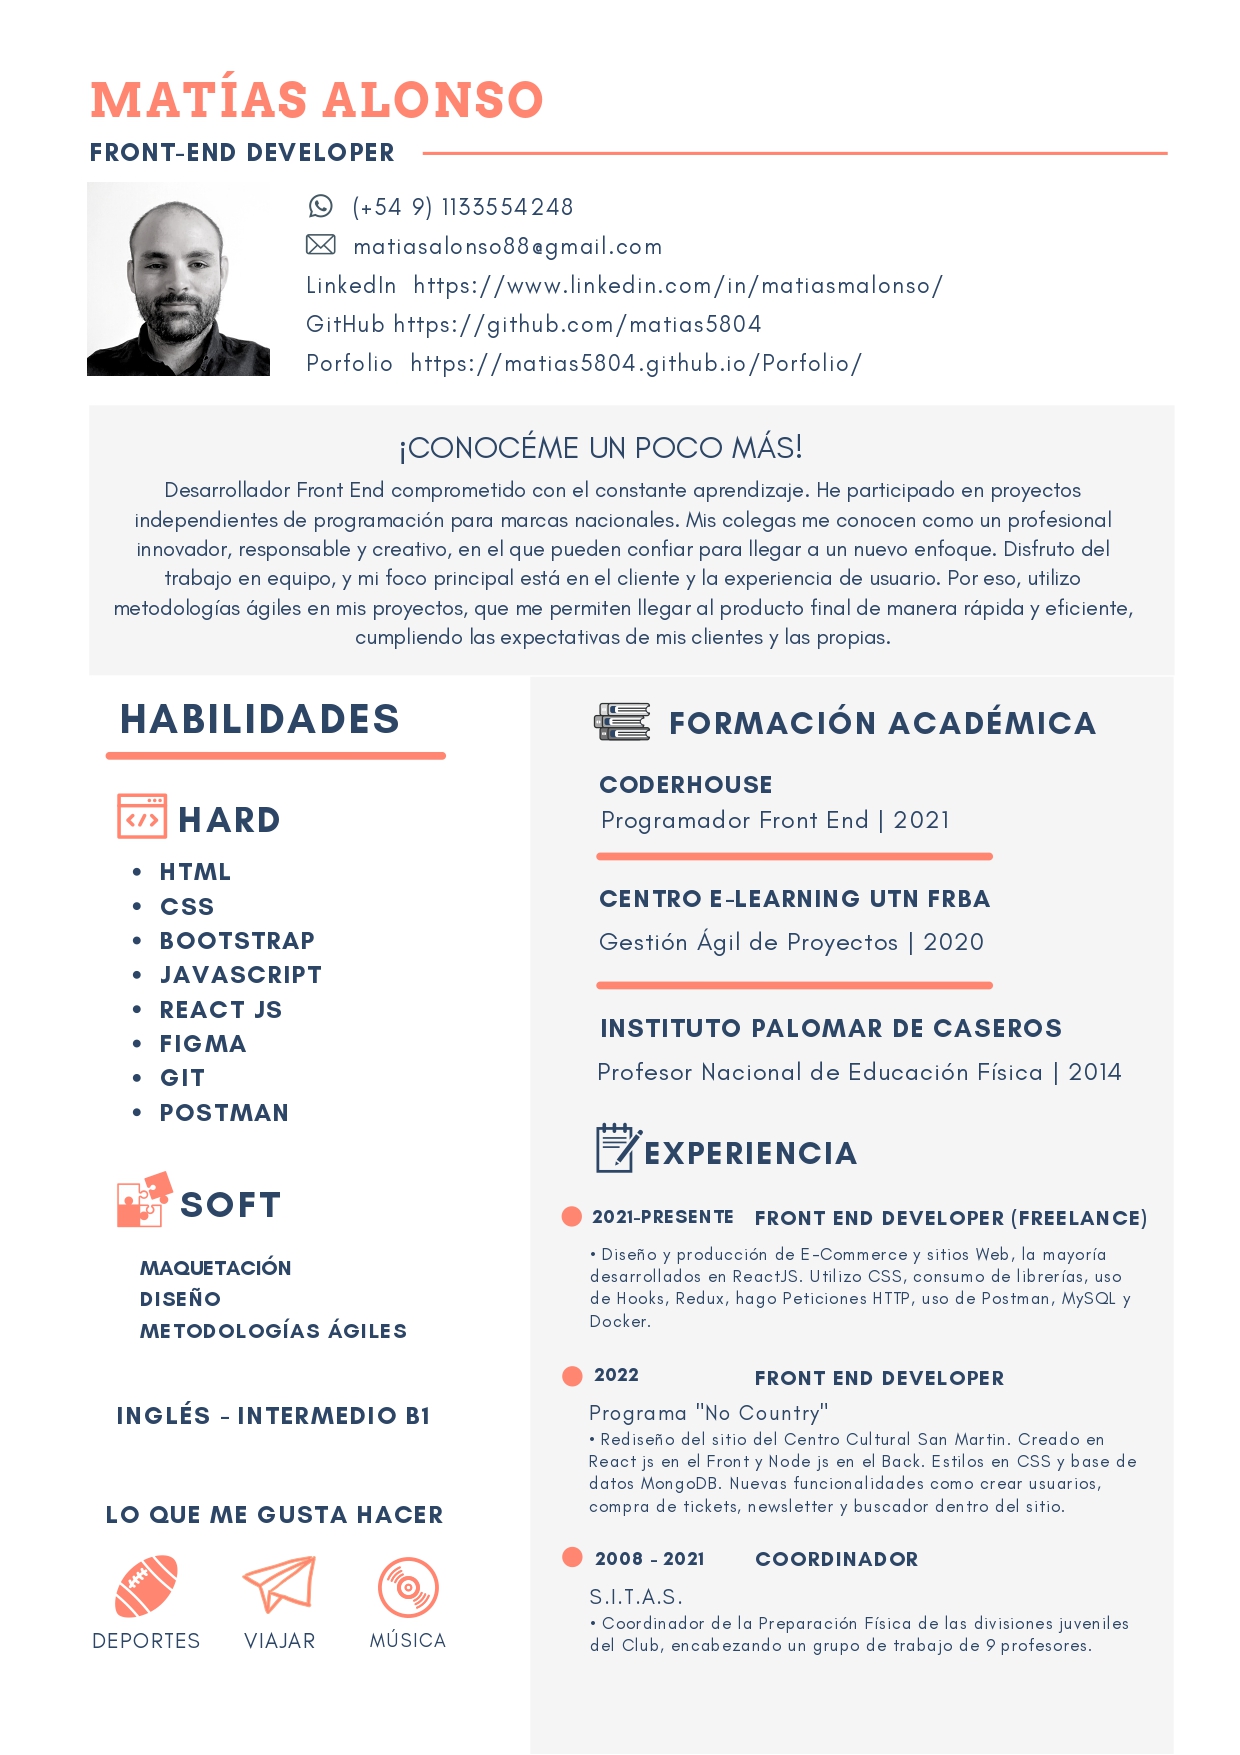 MATÍAS ALONSO
FRONT-END DEVELOPER
(+54 9) 1133554248
matiasalonso88@gmail.com
LinkedIn https://www.linkedin.com/in/matiasmalonso/
GitHub https://github.com/matias5804
Porfolio https://matias5804.github.io/Porfolio/
¡CONOCÉME UN POCO MÁS!
Desarrollador Front End comprometido con el constante aprendizaje. He participado en proyectos
independientes de programación para marcas nacionales. Mis colegas me conocen como un profesional
innovador, responsable y creativo, en el que pueden confiar para llegar a un nuevo enfoque. Disfruto del
trabajo en equipo, y mi foco principal está en el cliente y la experiencia de usuario. Por eso, utilizo
metodologías ágiles en mis proyectos, que me permiten llegar al producto final de manera rápida y eficiente,
cumpliendo las expectativas de mis clientes y las propias.
HABILIDADES
HARD
• HTML
• CSS
• BOOTSTRAP
• JAVASCRIPT
• REACT JS
• FIGMA
• GIT
• POSTMAN
SOFT
MAQUETACIÓN
DISEÑO
METODOLOGÍAS ÁGILES
INGLÉS - INTERMEDIO B1
LO QUE ME GUSTA HACER
DEPORTES VIAJAR MÚSICA
FORMACIÓN ACADÉMICA
CODERHOUSE
Programador Front End | 2021
CENTRO E-LEARNING UTN FRBA
Gestión Ágil de Proyectos | 2020
INSTITUTO PALOMAR DE CASEROS
Profesor Nacional de Educación Física | 2014
EXPERIENCIA
2021-PRESENTE FRONT END DEVELOPER (FREELANCE)
• Diseño y producción de E-Commerce y sitios Web, la mayoría
desarrollados en ReactJS. Utilizo CSS, consumo de librerías, uso
de Hooks, Redux, hago Peticiones HTTP, uso de Postman, MySQL y
Docker.
2022 FRONT END DEVELOPER
Programa "No Country"
• Rediseño del sitio del Centro Cultural San Martin. Creado en
React js en el Front y Node js en el Back. Estilos en CSS y base de
datos MongoDB. Nuevas funcionalidades como crear usuarios,
compra de tickets, newsletter y buscador dentro del sitio.
2008 - 2021 COORDINADOR
S.I.T.A.S.
• Coordinador de la Preparación Física de las divisiones juveniles
del Club, encabezando un grupo de trabajo de 9 profesores.